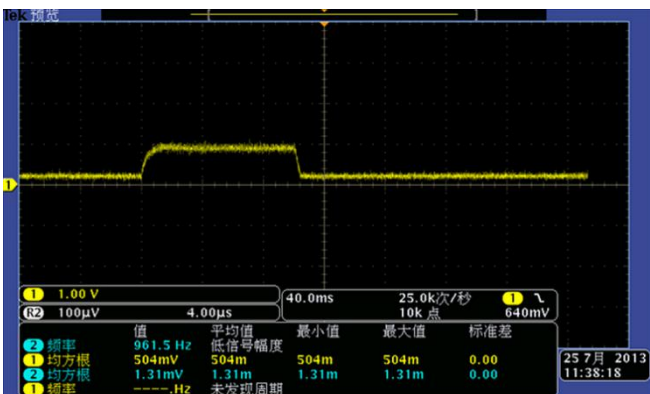 Tek 预览
1
1 1.00 V
40.0ms 25.0k次/秒 1
R2 100μV 4.00μs
10k 点 640mV
值 平均值 最小值 最大值 标准差
2 频率 961.5 Hz 低信号幅度
1 均方根 504mV 504m 504m 504m 0.00
2 均方根 1.31mV 1.31m 1.31m 1.31m 0.00
1 频率 ----.Hz 未发现周期
25 7月 2013
11:38:18